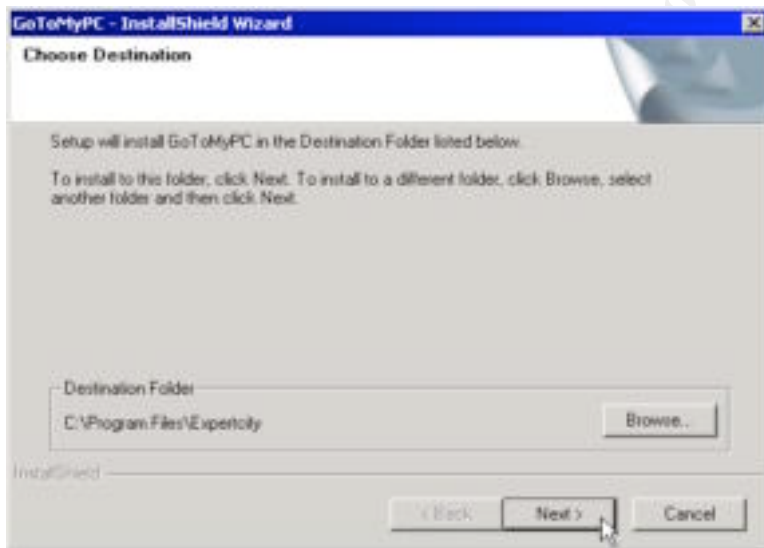 GoToMyPC - InstallShield Wizard
Choose Destination
Setup will install GoToMyPC in the Destination Folder listed below.
To install to this folder, click Next. To install to a different folder, click Browse, select
another folder and then click Next.
Destination Folder
C:\Program Files\Expertcity
Browse...
InstallShield
< Back
Next >
Cancel